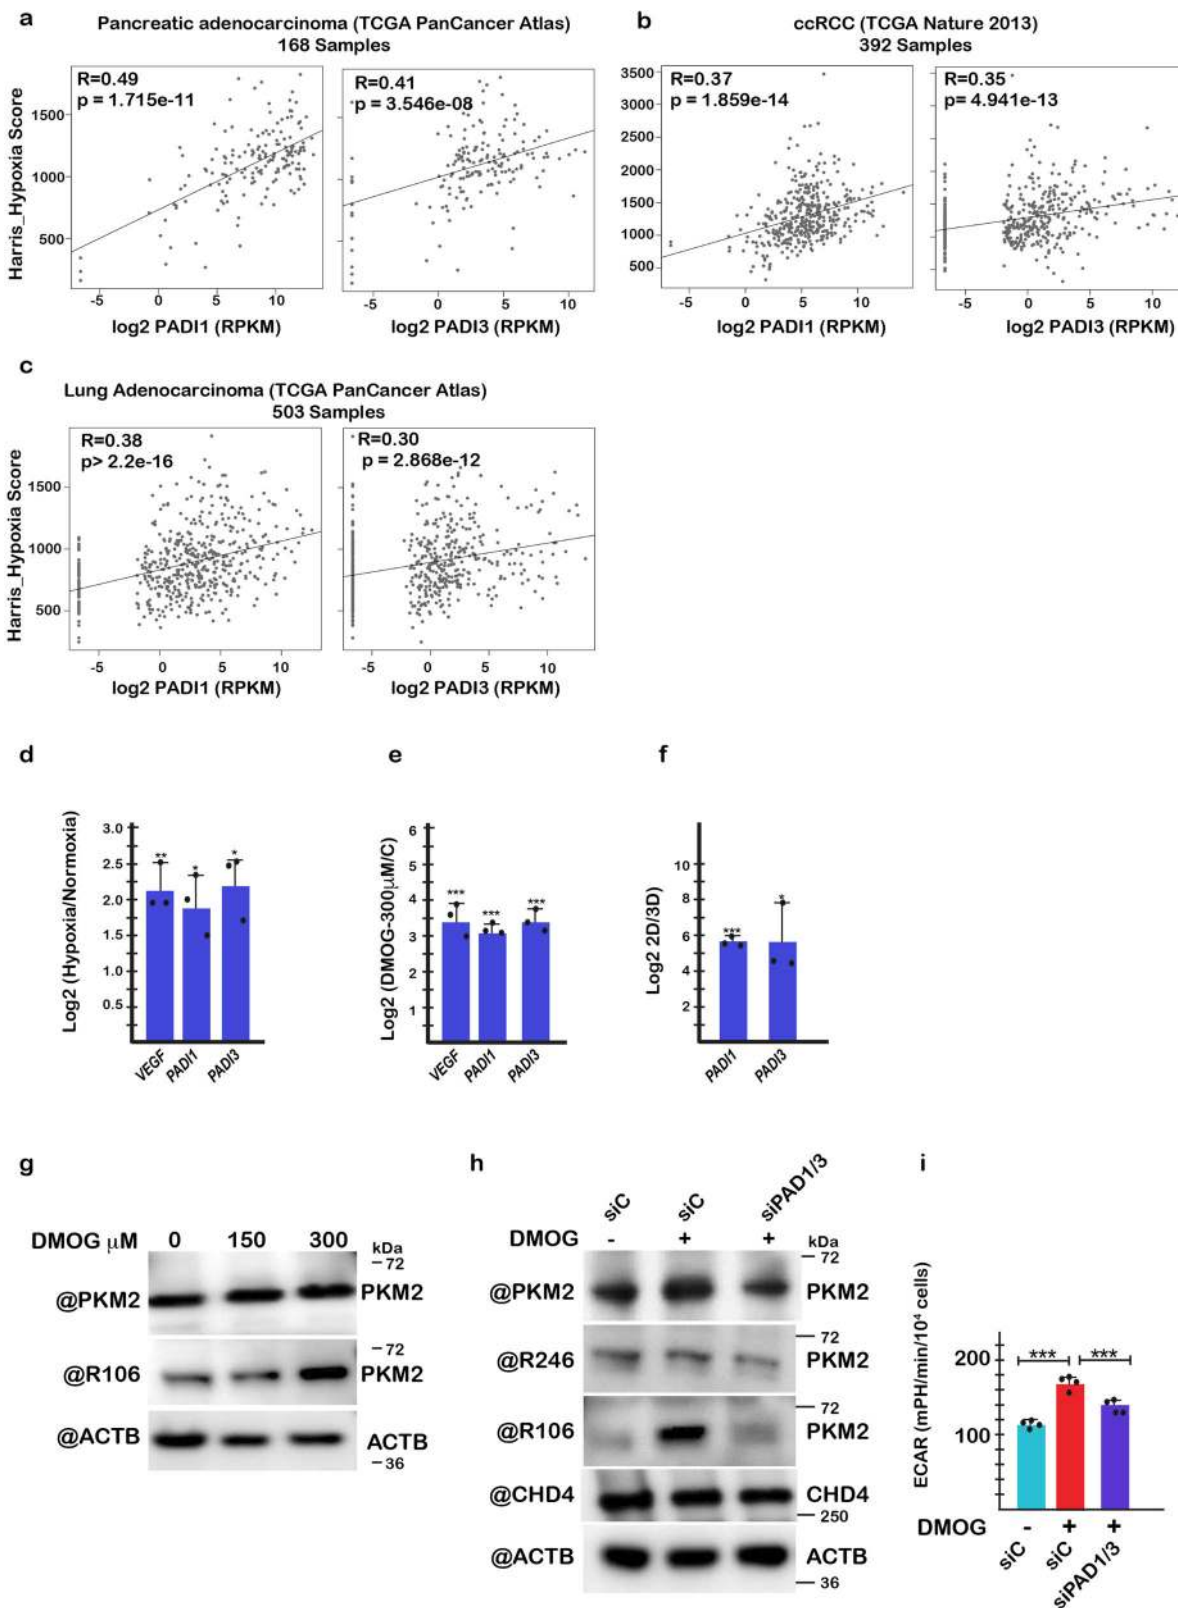 a
Pancreatic adenocarcinoma (TCGA PanCancer Atlas)
168 Samples
R=0.49
p = 1.715e-11
R=0.41
p = 3.546e-08
Harris_Hypoxia Score
1500
1000
500
-5 0 5 10
-5 0 5 10
log2 PADI1 (RPKM)
log2 PADI3 (RPKM)
b
ccRCC (TCGA Nature 2013)
392 Samples
R=0.37
p = 1.859e-14
R=0.35
p= 4.941e-13
3500
3000
2500
2000
1500
1000
500
-5 0 5 10
-5 0 5 10
log2 PADI1 (RPKM)
log2 PADI3 (RPKM)
c
Lung Adenocarcinoma (TCGA PanCancer Atlas)
503 Samples
R=0.38
p> 2.2e-16
R=0.30
p = 2.868e-12
Harris_Hypoxia Score
1500
1000
500
-5 0 5 10
-5 0 5 10
log2 PADI1 (RPKM)
log2 PADI3 (RPKM)
d
Log2 (Hypoxia/Normoxia)
3.0
2.5
2.0
1.5
1.0
0.5
** * *
VEGF PADI1 PADI3
e
Log2 (DMOG-300µM/C)
6
5
4
3
2
1
*** *** ***
VEGF PADI1 PADI3
f
Log2 2D/3D
10
8
6
4
2
*** *
PADI1 PADI3
g
DMOG µM 0 150 300 kDa
72
@PKM2 PKM2
72
@R106 PKM2
@ACTB ACTB
36
h
siC siC siPAD1/3
DMOG - + + kDa
72
@PKM2 PKM2
72
@R246 PKM2
72
@R106 PKM2
@CHD4 CHD4
250
@ACTB ACTB
36
i
ECAR (mPH/min/10⁴ cells)
200
100
*** ***
DMOG - + +
siC siC siPAD1/3